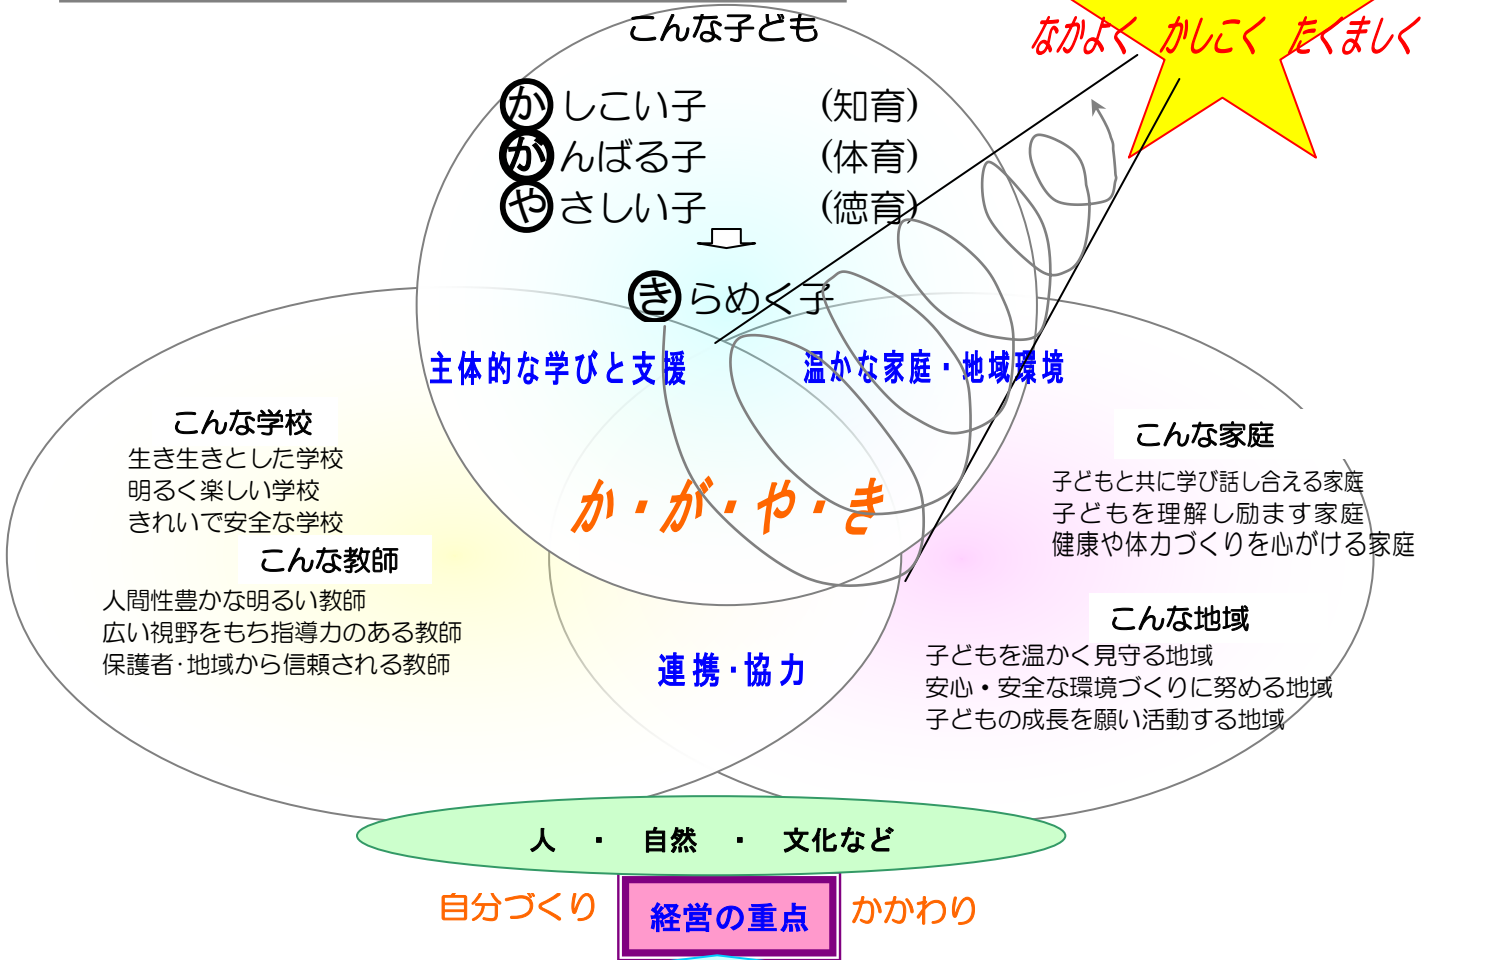 こんな子ども
なかよく　かしこく　たくましく
かしこい子　(知育)
がんばる子　(体育)
やさしい子　(徳育)
きらめく子
主体的な学びと支援
温かな家庭・地域環境
こんな学校
生き生きとした学校
明るく楽しい学校
きれいで安全な学校
こんな教師
人間性豊かな明るい教師
広い視野をもち指導力のある教師
保護者・地域から信頼される教師
か・が・や・き
こんな家庭
子どもと共に学び話し合える家庭
子どもを理解し励ます家庭
健康や体力づくりを心がける家庭
こんな地域
子どもを温かく見守る地域
安心・安全な環境づくりに努める地域
子どもの成長を願い活動する地域
連携・協力
人　・　自然　・　文化など
自分づくり
経営の重点
かかわり